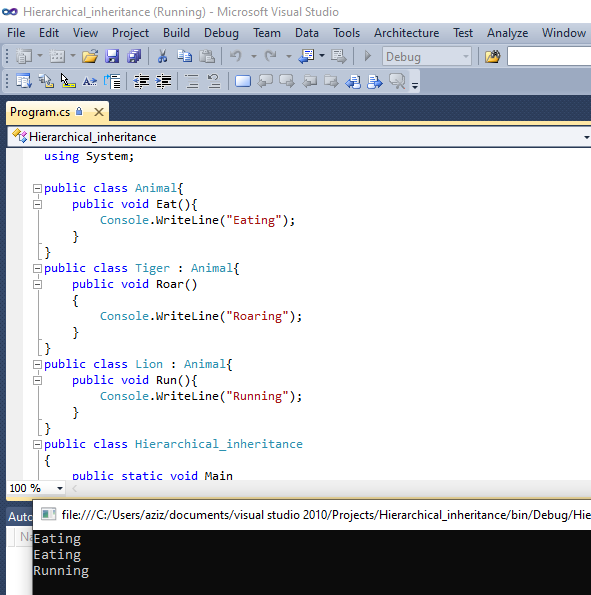 Hierarchical_inheritance (Running) - Microsoft Visual Studio
File Edit View Project Build Debug Team Data Tools Architecture Test Analyze Window
Debug
Program.cs
Hierarchical_inheritance
using System;
public class Animal{
public void Eat(){
Console.WriteLine("Eating");
}
}
public class Tiger : Animal{
public void Roar()
{
Console.WriteLine("Roaring");
}
}
public class Lion : Animal{
public void Run(){
Console.WriteLine("Running");
}
}
public class Hierarchical_inheritance
{
public static void Main
100 %
Auto
file:///C:/Users/aziz/documents/visual studio 2010/Projects/Hierarchical_inheritance/bin/Debug/Hie
Na
Eating
Eating
Running